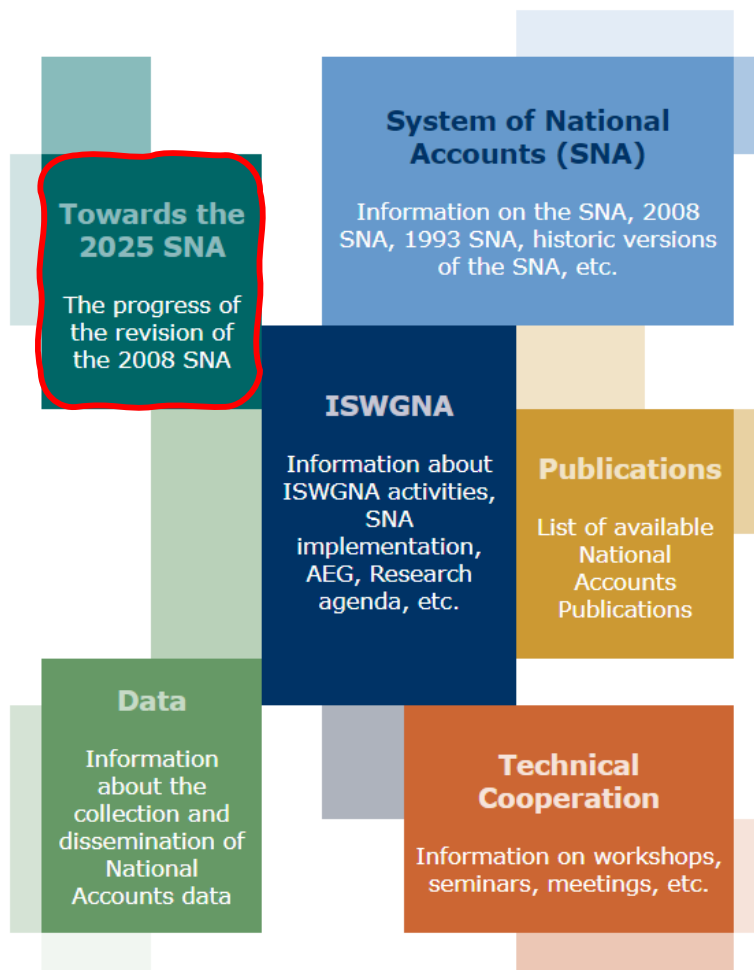 Towards the
2025 SNA
The progress of
the revision of
the 2008 SNA
System of National
Accounts (SNA)
Information on the SNA, 2008
SNA, 1993 SNA, historic versions
of the SNA, etc.
ISWGNA
Information about
ISWGNA activities,
SNA
implementation,
AEG, Research
agenda, etc.
Publications
List of available
National
Accounts
Publications
Data
Information
about the
collection and
dissemination of
National
Accounts data
Technical
Cooperation
Information on workshops,
seminars, meetings, etc.